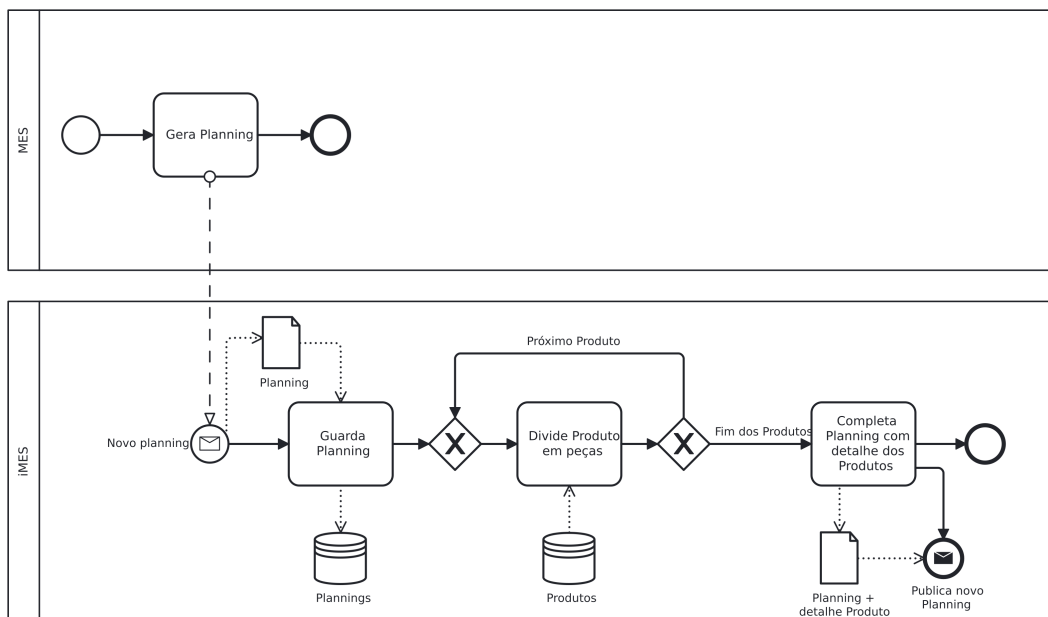 MES
Gera Planning
iMES
Próximo Produto
Planning
Novo planning
Guarda
Planning
Divide Produto
em peças
Fim dos Produtos
Completa
Planning com
detalhe dos
Produtos
Plannings
Produtos
Planning +
detalhe Produto
Publica novo
Planning